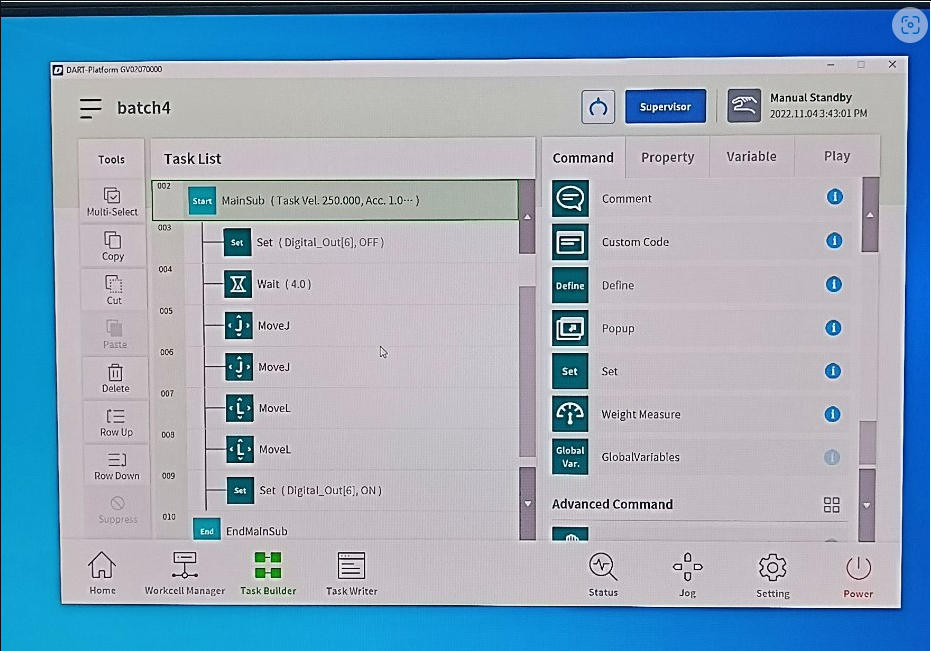 DART-Platform GV02070000
batch4
Supervisor
Manual Standby
2022.11.04 3:43:01 PM
Tools
Task List
Command
Property
Variable
Play
Multi-Select
Copy
Cut
Paste
Delete
Row Up
Row Down
Suppress
002
Start
MainSub ( Task Vel. 250.000, Acc. 1.0··· )
003
Set
Set ( Digital_Out[6], OFF )
004
Wait ( 4.0 )
005
J
MoveJ
006
J
MoveJ
007
L
MoveL
008
L
MoveL
009
Set
Set ( Digital_Out[6], ON )
010
End
EndMainSub
Comment
Custom Code
Define
Define
Popup
Set
Set
Weight Measure
Global
Var.
GlobalVariables
Advanced Command
Home
Workcell Manager
Task Builder
Task Writer
Status
Jog
Setting
Power